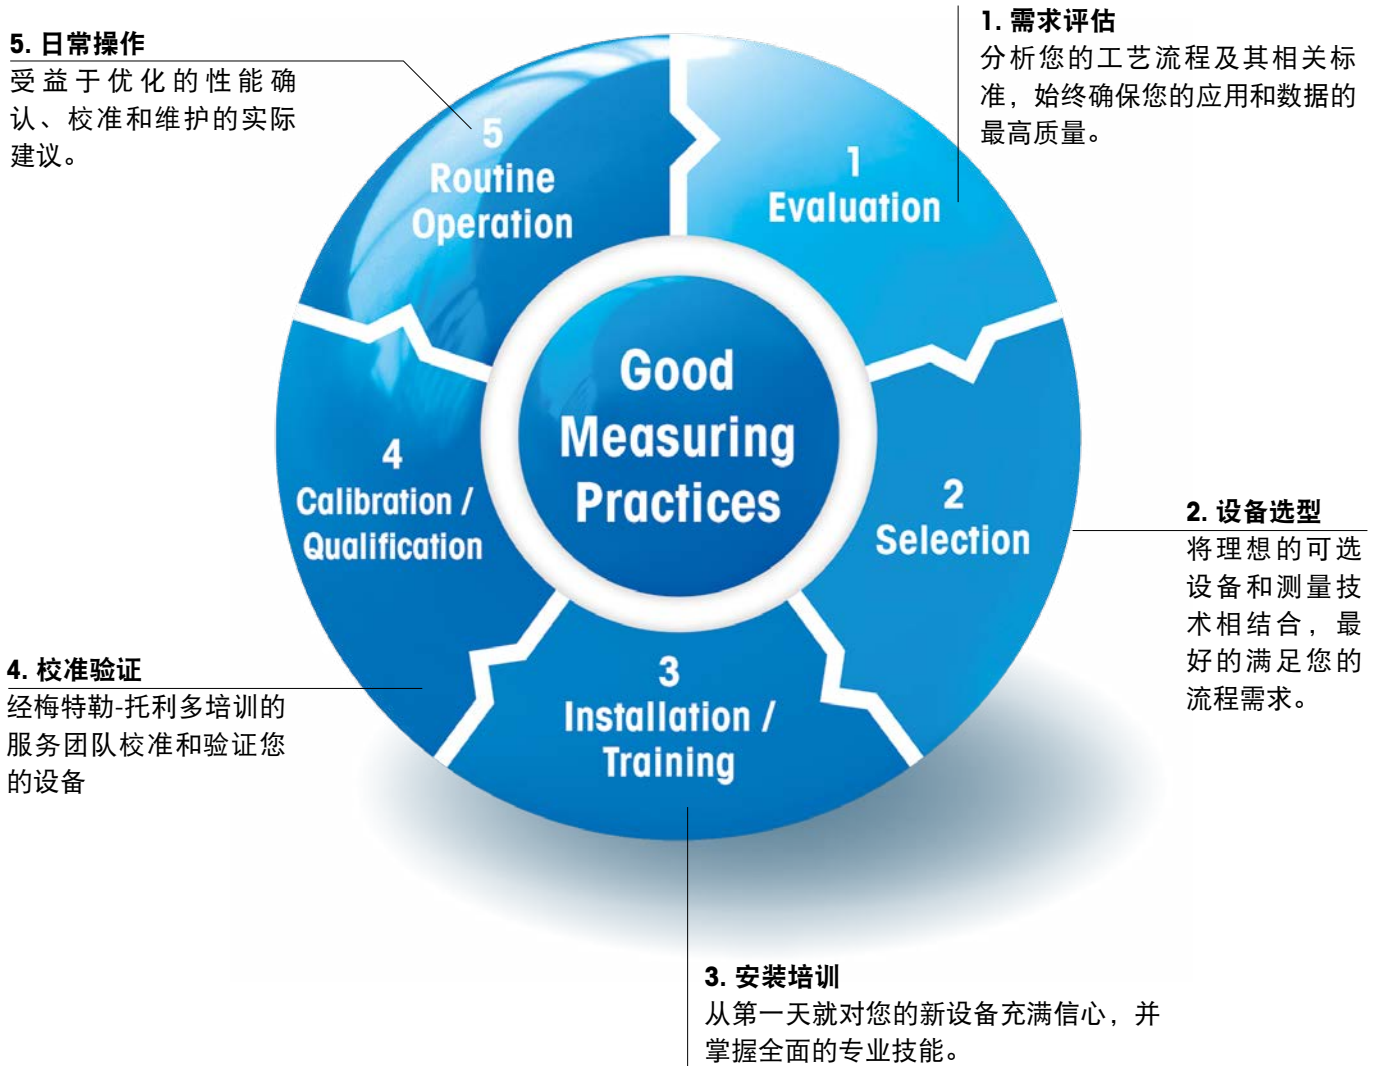 1. 需求评估
分析您的工艺流程及其相关标
准，始终确保您的应用和数据的
最高质量。
5. 日常操作
受益于优化的性能确
认、校准和维护的实际
建议。
1
Evaluation
5
Routine
Operation
Good
Measuring
Practices
4
Calibration /
Qualification
2
Selection
3
Installation /
Training
2. 设备选型
将理想的可选
设备和测量技
术相结合，最
好的满足您的
流程需求。
4. 校准验证
经梅特勒-托利多培训的
服务团队校准和验证您
的设备
3. 安装培训
从第一天就对您的新设备充满信心，并
掌握全面的专业技能。